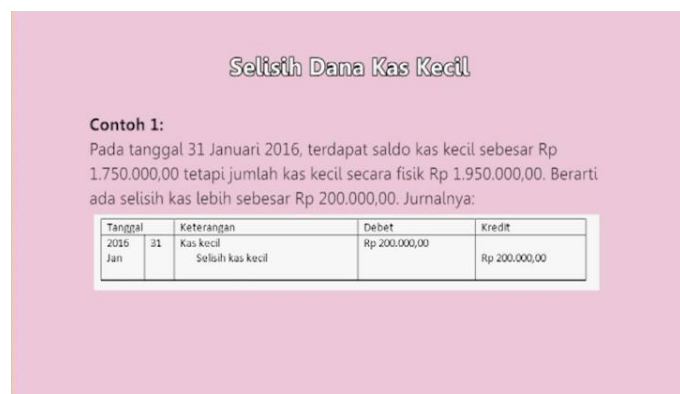 Selisih Dana Kas Kecil
Contoh 1:
Pada tanggal 31 Januari 2016, terdapat saldo kas kecil sebesar Rp
1.750.000,00 tetapi jumlah kas kecil secara fisik Rp 1.950.000,00. Berarti
ada selisih kas lebih sebesar Rp 200.000,00. Jurnalnya:
Tanggal Keterangan Debet Kredit
2016 31 Kas kecil Rp 200.000,00
Jan Selisih kas kecil Rp 200.000,00